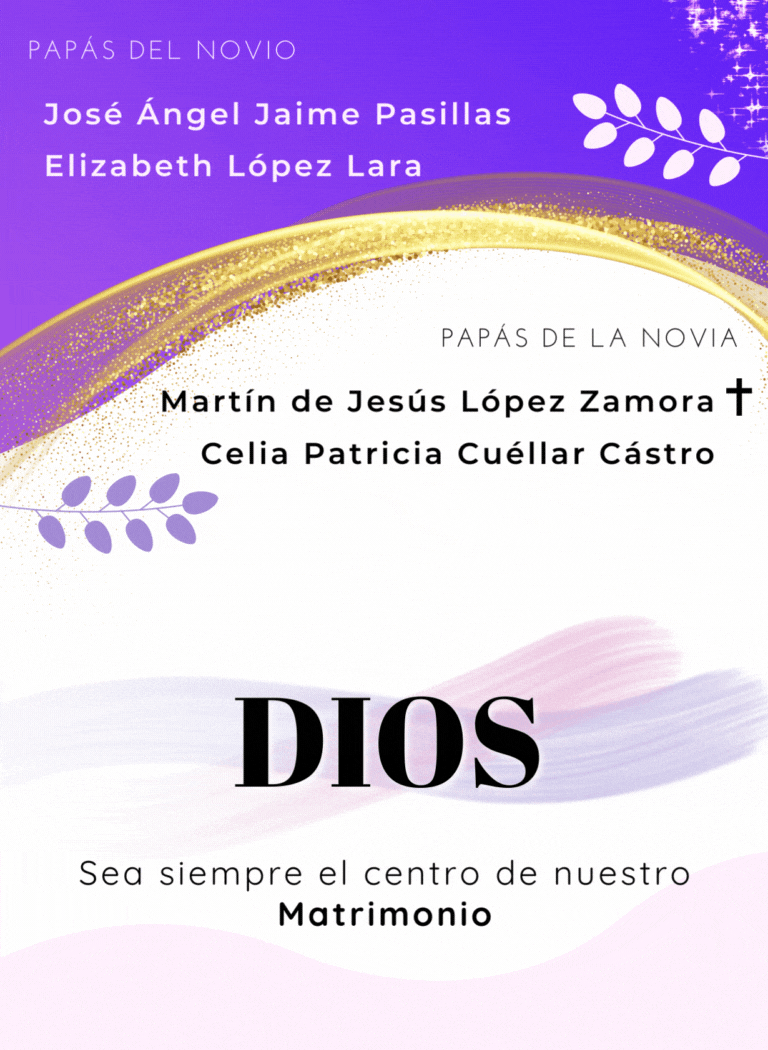 PAPÁS DEL NOVIO
José Ángel Jaime Pasillas
Elizabeth López Lara
PAPÁS DE LA NOVIA
Martín de Jesús López Zamora✝
Celia Patricia Cuéllar Cástro
DIOS
Sea siempre el centro de nuestro
Matrimonio